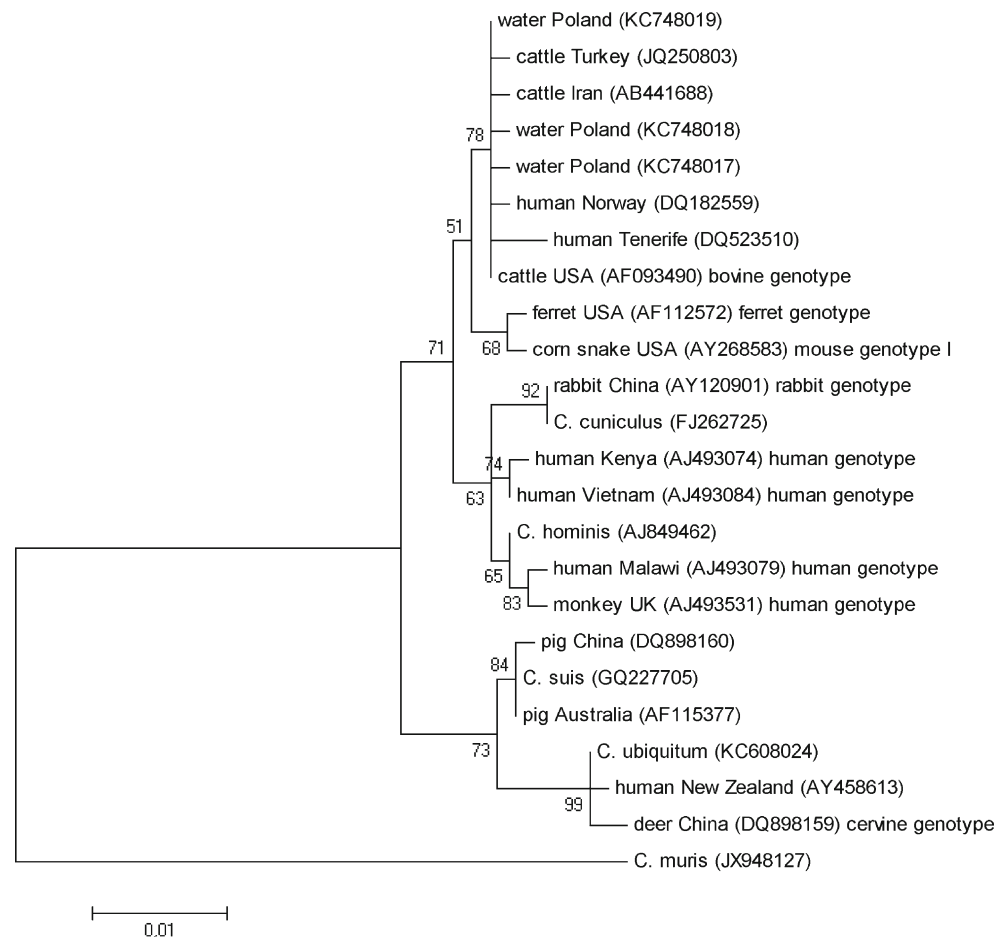 water Poland (KC748019)
cattle Turkey (JQ250803)
cattle Iran (AB441688)
78
water Poland (KC748018)
water Poland (KC748017)
human Norway (DQ182559)
51
human Tenerife (DQ523510)
cattle USA (AF093490) bovine genotype
ferret USA (AF112572) ferret genotype
71
68
corn snake USA (AY268583) mouse genotype I
92
rabbit China (AY120901) rabbit genotype
C. cuniculus (FJ262725)
74
human Kenya (AJ493074) human genotype
63
human Vietnam (AJ493084) human genotype
C. hominis (AJ849462)
65
human Malawi (AJ493079) human genotype
83
monkey UK (AJ493531) human genotype
pig China (DQ898160)
84
C. suis (GQ227705)
pig Australia (AF115377)
73
C. ubiquitum (KC608024)
human New Zealand (AY458613)
99
deer China (DQ898159) cervine genotype
C. muris (JX948127)
0.01